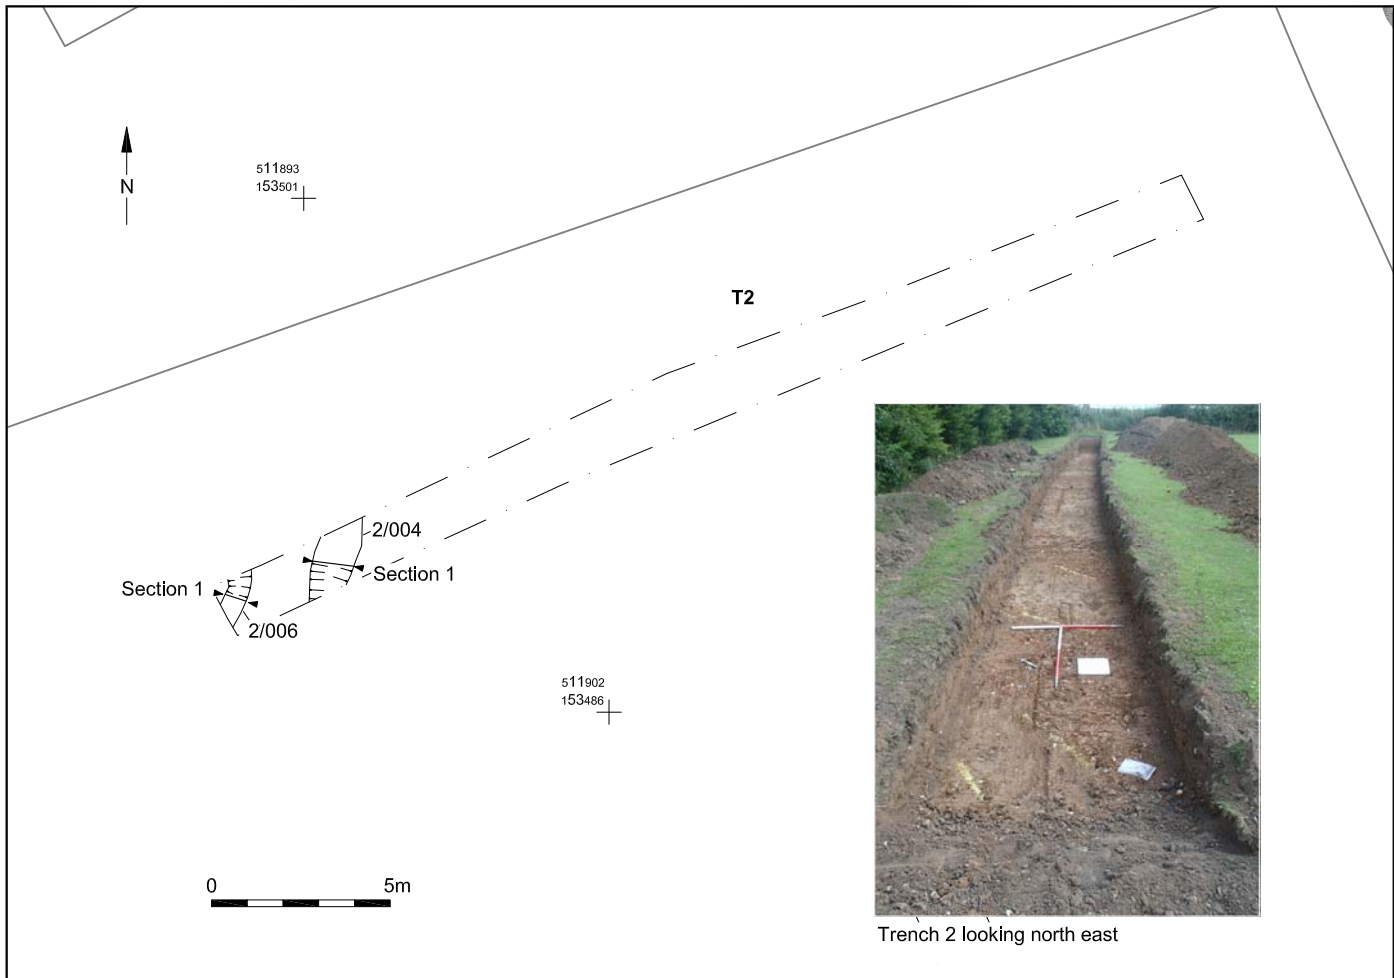 511893
153501
N
T2
2/004
Section 1
Section 1
2/006
511902
153486
0 5m
Trench 2 looking north east